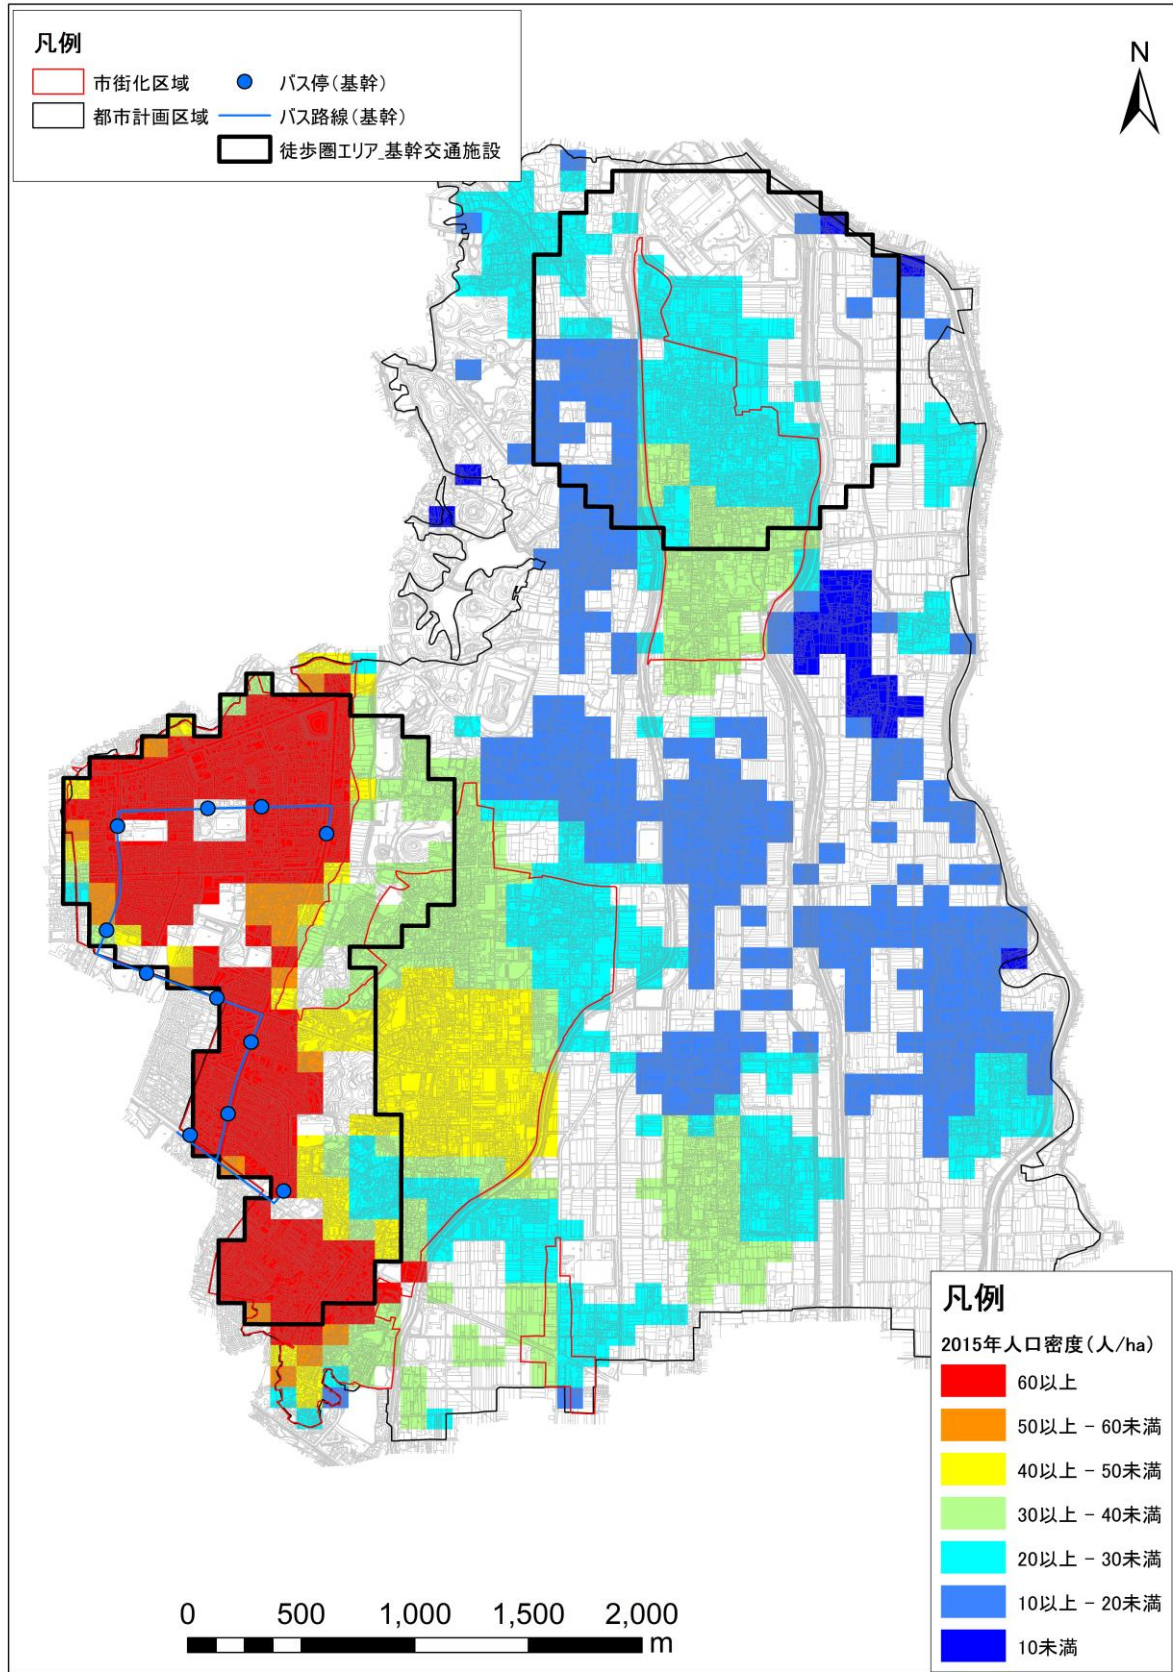 凡例
市街化区域
バス停(基幹)
都市計画区域
バス路線(基幹)
徒歩圏エリア_基幹交通施設
N
凡例
2015年人口密度(人/ha)
60以上
50以上 - 60未満
40以上 - 50未満
30以上 - 40未満
20以上 - 30未満
10以上 - 20未満
10未満
0 500 1,000 1,500 2,000
m